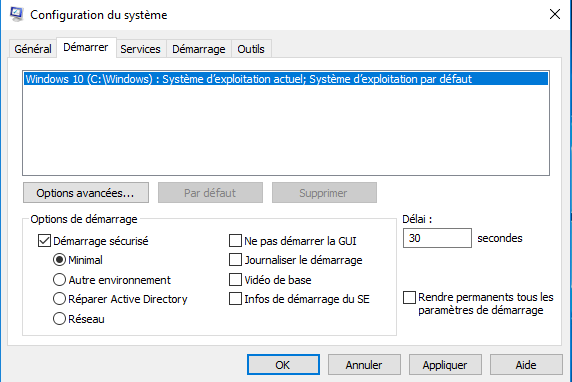 Configuration du système
Général Démarrer Services Démarrage Outils
Windows 10 (C:\Windows) : Système d'exploitation actuel; Système d'exploitation par défaut
Options avancées... Par défaut Supprimer
Options de démarrage
Démarrage sécurisé
Minimal
Autre environnement
Réparer Active Directory
Réseau
Ne pas démarrer la GUI
Journaliser le démarrage
Vidéo de base
Infos de démarrage du SE
Délai :
30 secondes
Rendre permanents tous les
paramètres de démarrage
OK Annuler Appliquer Aide